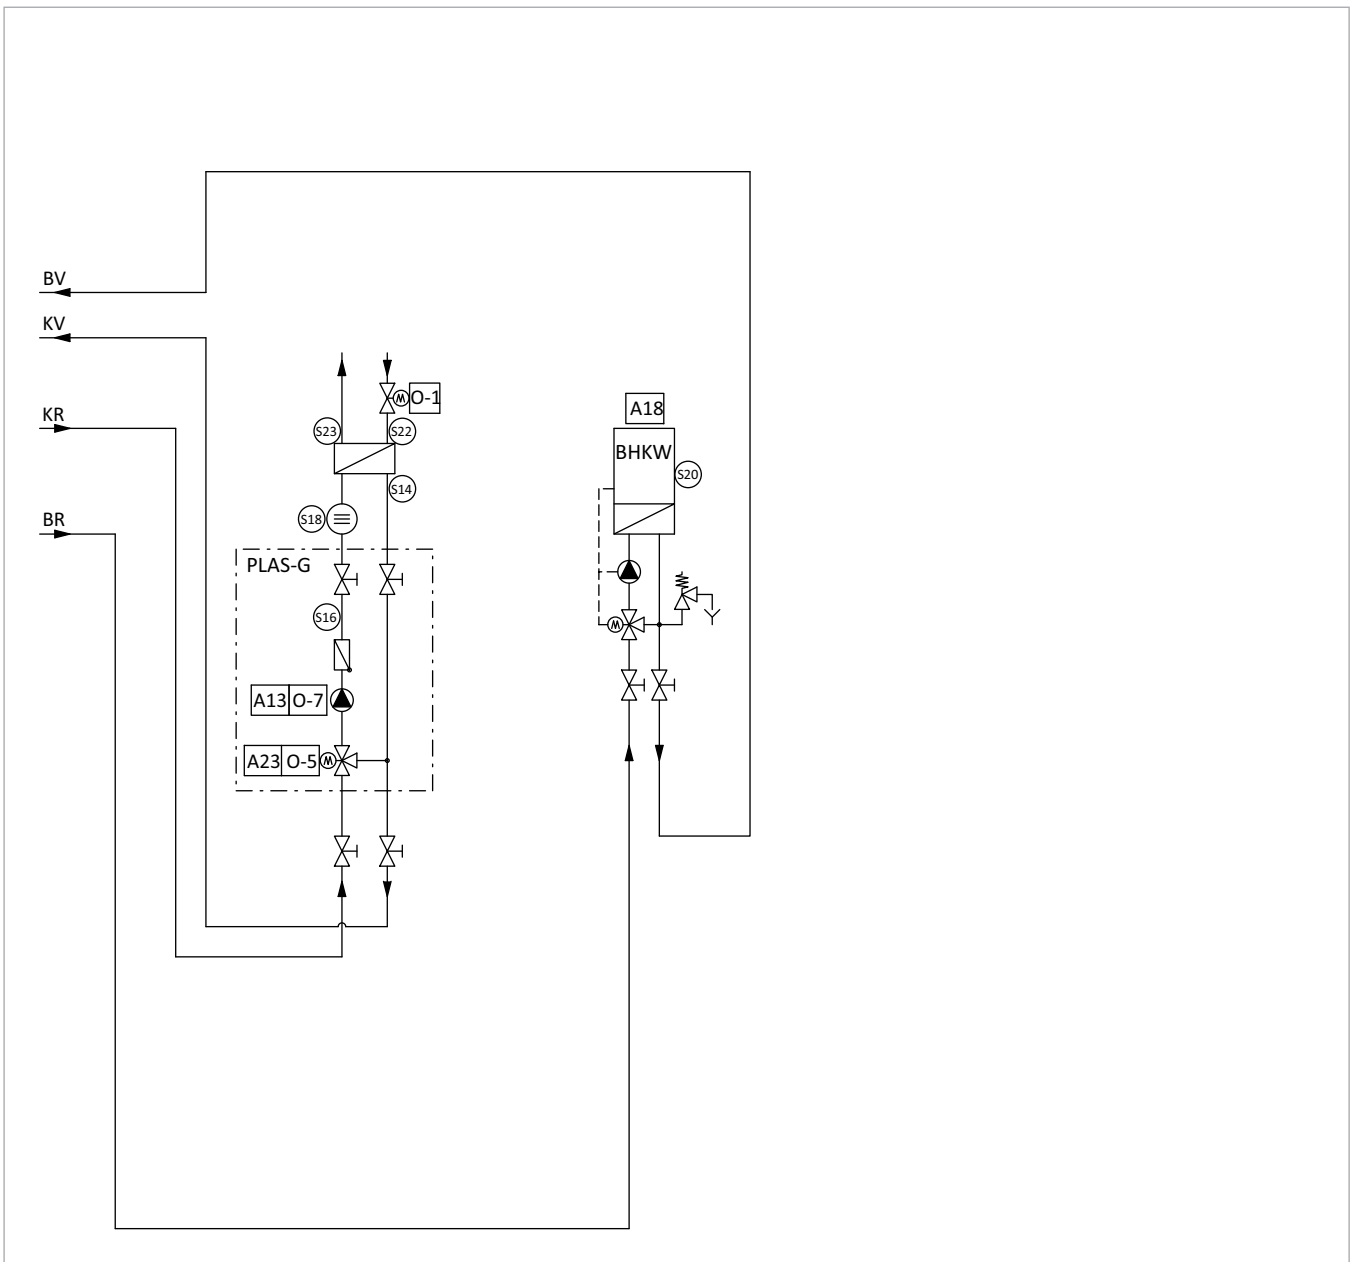 BV
KV
O-1
A18
KR
S23
S22
BHKW
S20
S14
S18
BR
PLAS-G
S16
A13 O-7
A23 O-5